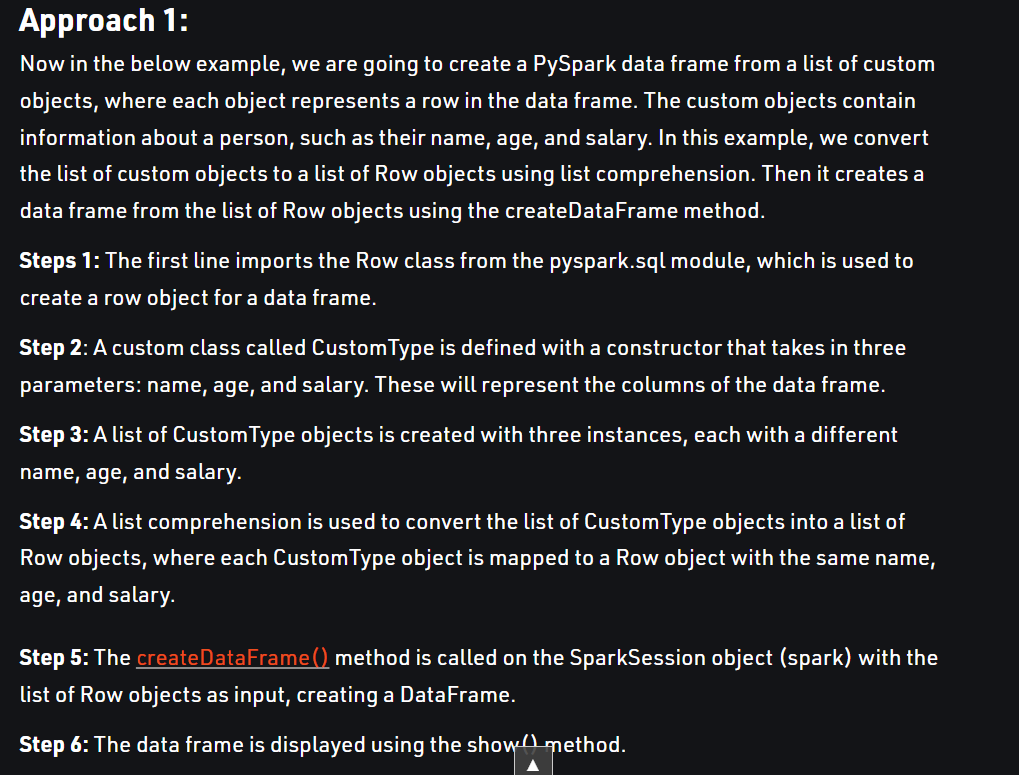 Approach 1:
Now in the below example, we are going to create a PySpark data frame from a list of custom
objects, where each object represents a row in the data frame. The custom objects contain
information about a person, such as their name, age, and salary. In this example, we convert
the list of custom objects to a list of Row objects using list comprehension. Then it creates a
data frame from the list of Row objects using the createDataFrame method.
Steps 1: The first line imports the Row class from the pyspark.sql module, which is used to
create a row object for a data frame.
Step 2: A custom class called CustomType is defined with a constructor that takes in three
parameters: name, age, and salary. These will represent the columns of the data frame.
Step 3: A list of CustomType objects is created with three instances, each with a different
name, age, and salary.
Step 4: A list comprehension is used to convert the list of CustomType objects into a list of
Row objects, where each CustomType object is mapped to a Row object with the same name,
age, and salary.
Step 5: The createDataFrame() method is called on the SparkSession object (spark) with the
list of Row objects as input, creating a DataFrame.
Step 6: The data frame is displayed using the show() method.